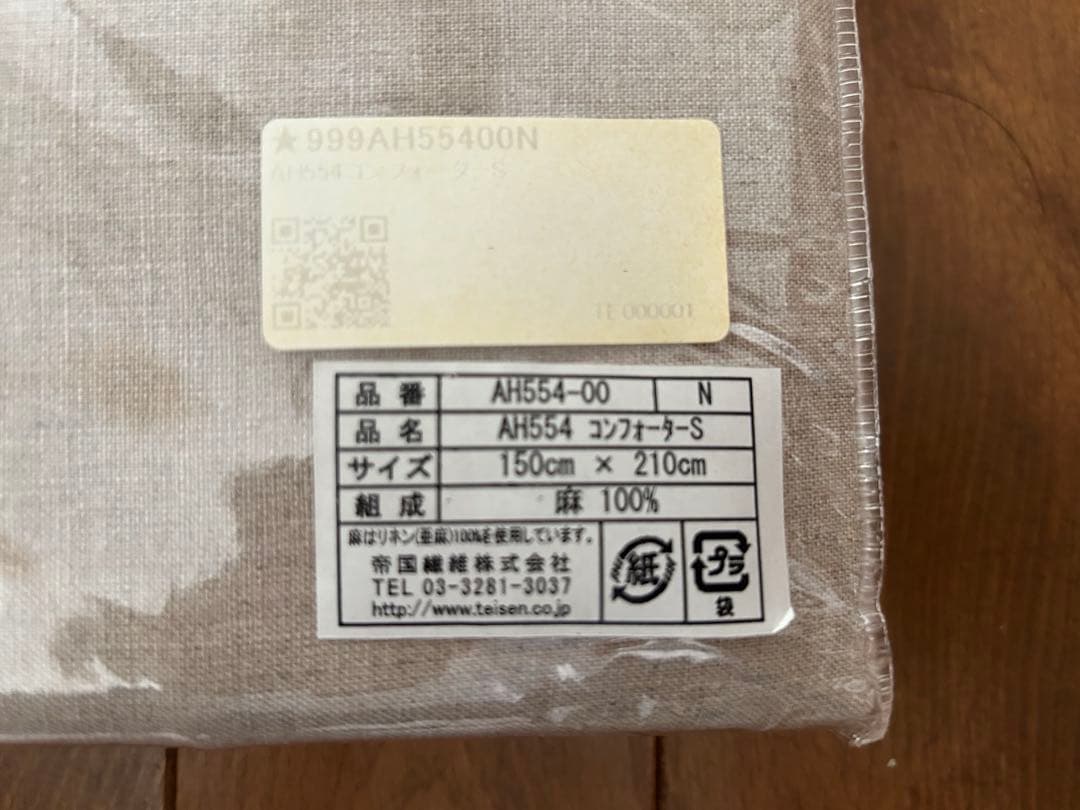 ★999AH55400N
AH554 コンフォーター S
品番 AH554-00 N
品名 AH554 コンフォーターS
サイズ 150cm × 210cm
組成 麻 100%
麻はリネン(亜麻)100%を使用しています。
帝国繊維株式会社
TEL 03-3281-3037
http://www.teisen.co.jp
紙
プラ
袋